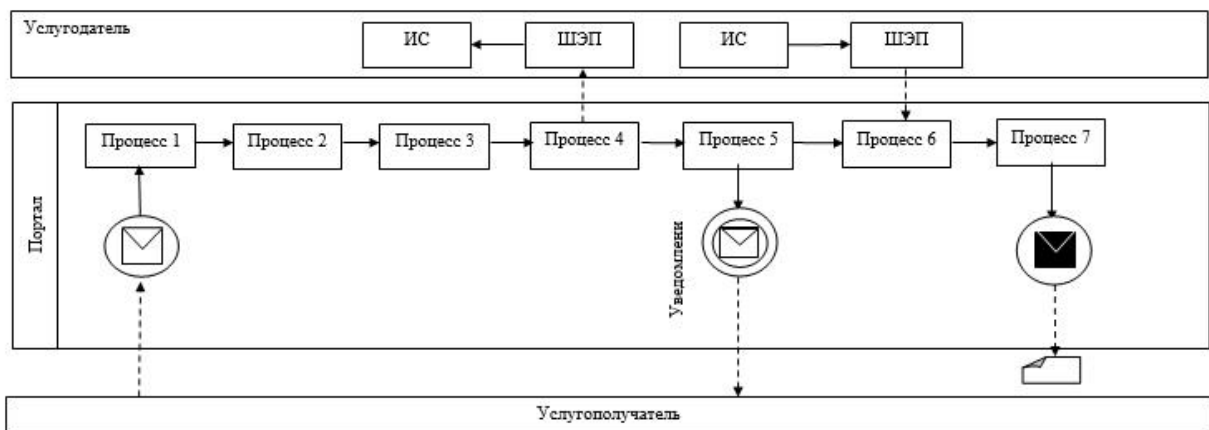 Услугодатель
ИС
ШЭП
ИС
ШЭП
Портал
Процесс 1
Процесс 2
Процесс 3
Процесс 4
Процесс 5
Процесс 6
Процесс 7
Уведомлени
Услугополучатель